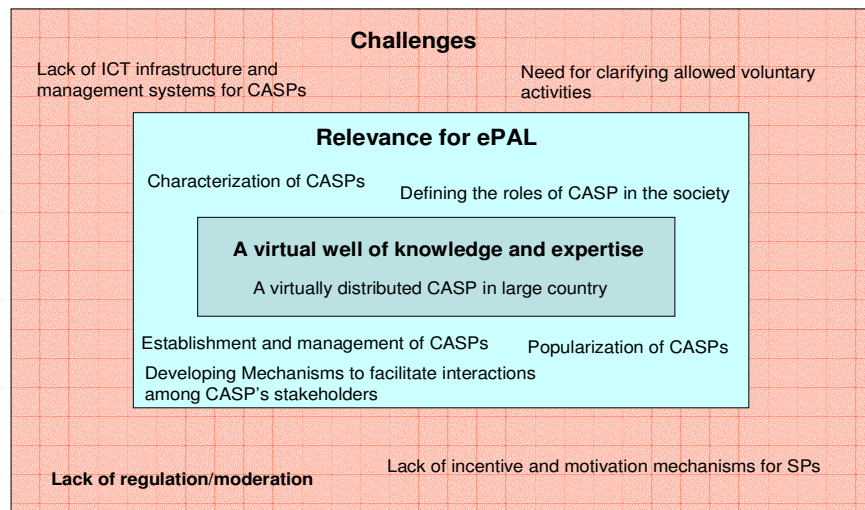 Challenges
Lack of ICT infrastructure and
management systems for CASPs
Need for clarifying allowed voluntary
activities
Relevance for ePAL
Characterization of CASPs
Defining the roles of CASP in the society
A virtual well of knowledge and expertise
A virtually distributed CASP in large country
Establishment and management of CASPs
Popularization of CASPs
Developing Mechanisms to facilitate interactions
among CASP's stakeholders
Lack of regulation/moderation
Lack of incentive and motivation mechanisms for SPs